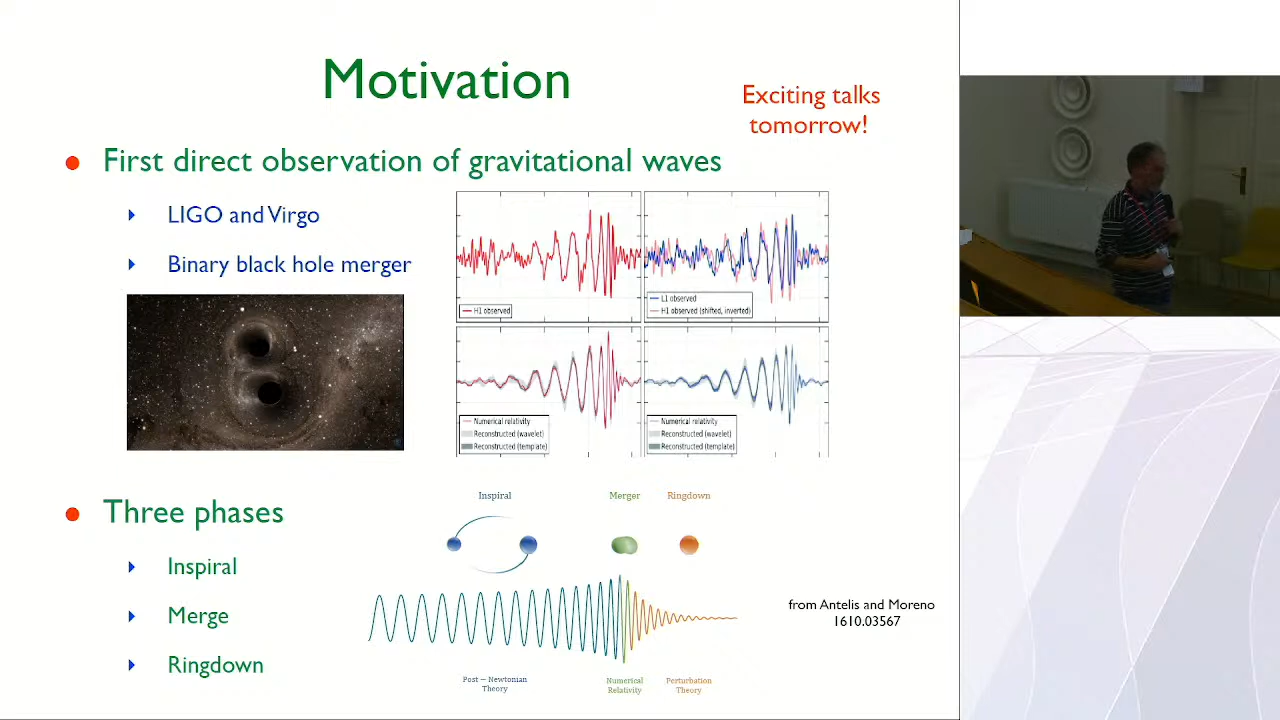 Motivation
Exciting talks
tomorrow!
First direct observation of gravitational waves
LIGO and Virgo
Binary black hole merger
H1 observed
L1 observed
H1 observed (shifted, inverted)
Numerical relativity
Reconstructed (wavelet)
Reconstructed (template)
Numerical relativity
Reconstructed (wavelet)
Reconstructed (template)
Three phases
Inspiral
Merge
Ringdown
Inspiral
Merger
Ringdown
from Antelis and Moreno
1610.03567
Post – Newtonian
Theory
Numerical
Relativity
Perturbation
Theory